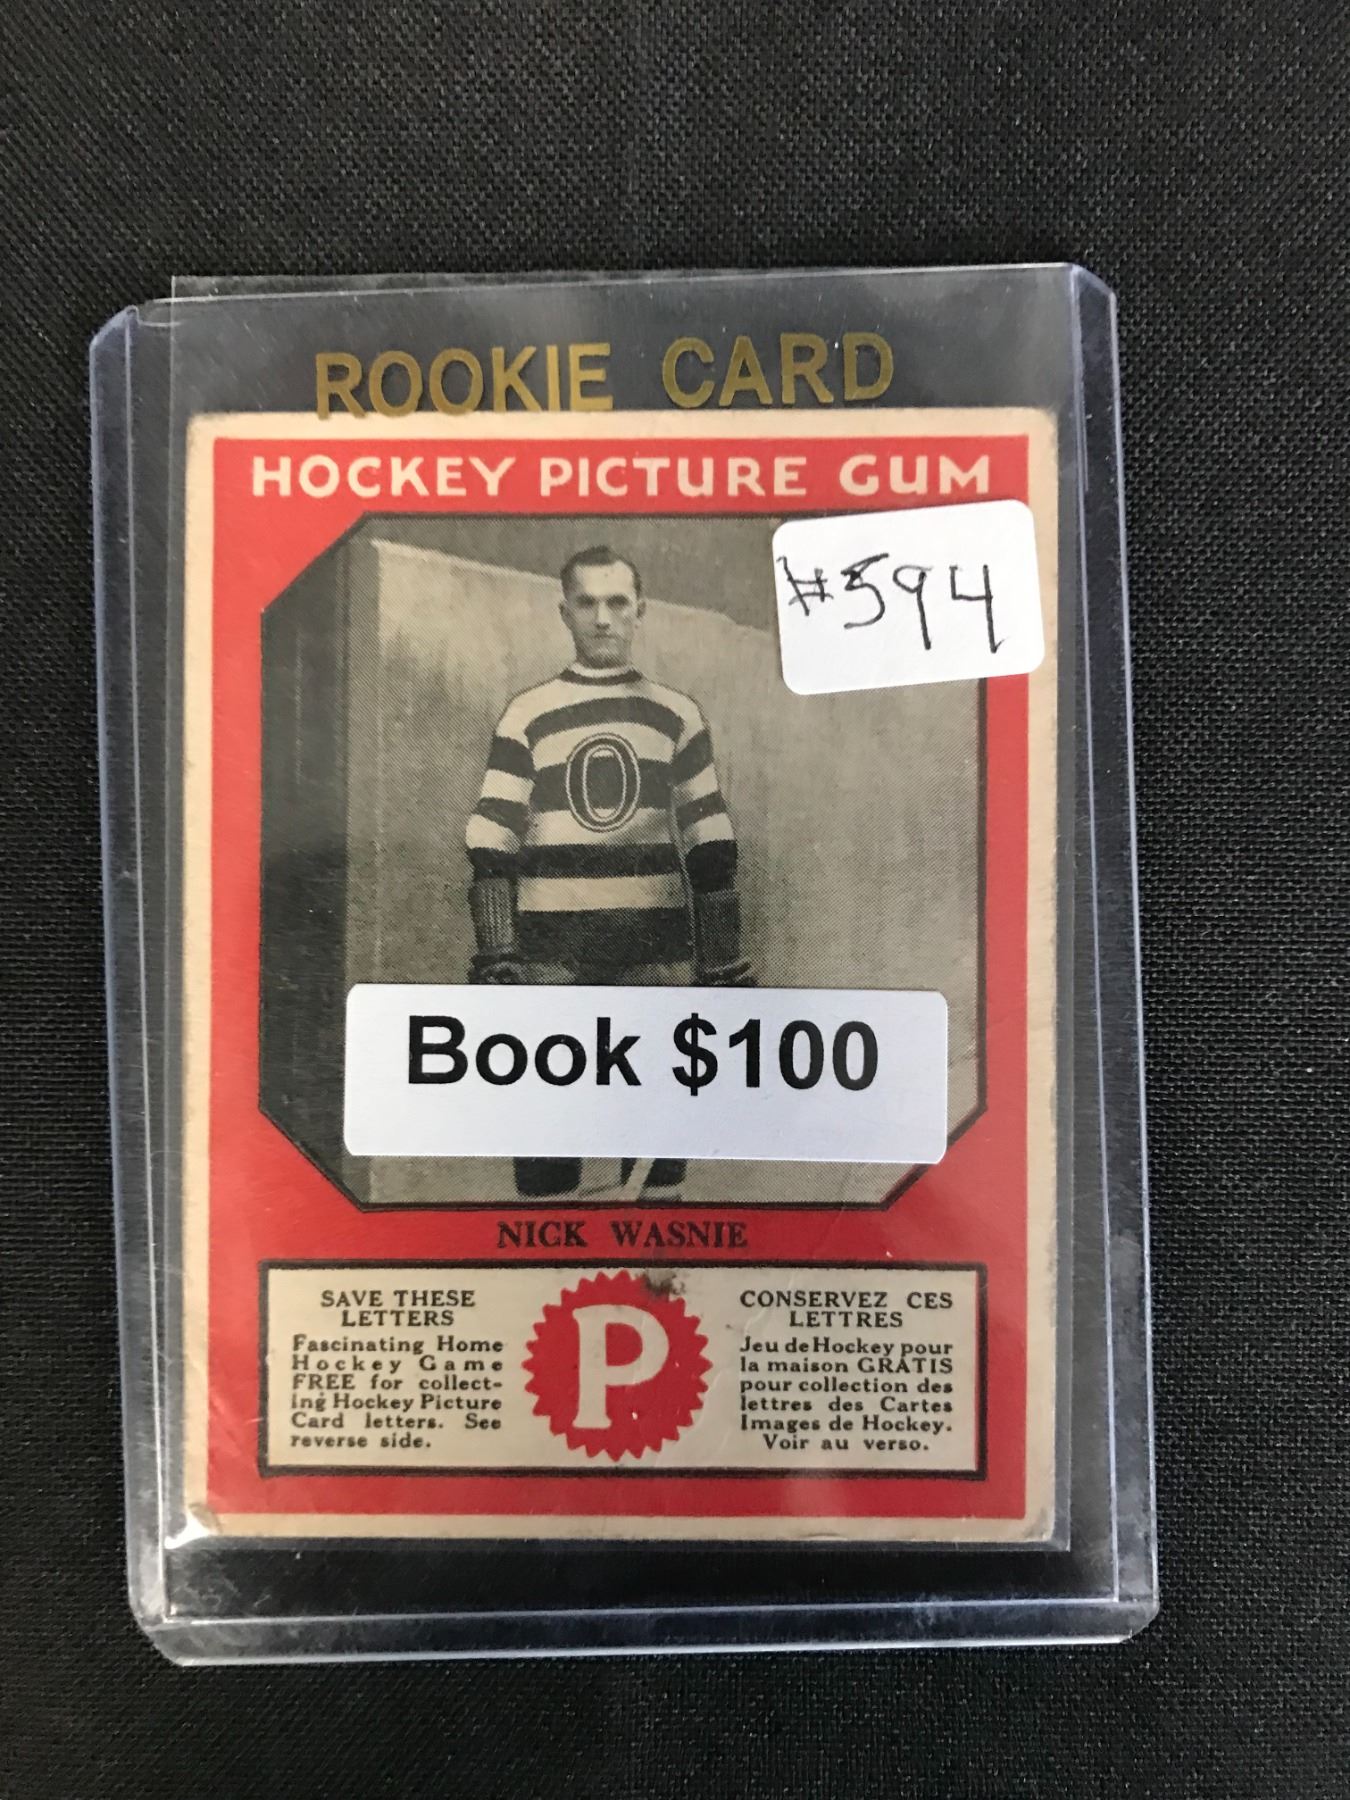 ROOKIE CARD
HOCKEY PICTURE GUM
#594
O
Book $100
NICK WASNIE
SAVE THESE
LETTERS
Fascinating Home
Hockey Game
FREE for collect-
ing Hockey Picture
Card letters. See
reverse side.
P
CONSERVEZ CES
LETTRES
Jeu de Hockey pour
la maison GRATIS
pour collection des
lettres des Cartes
Images de Hockey.
Voir au verso.